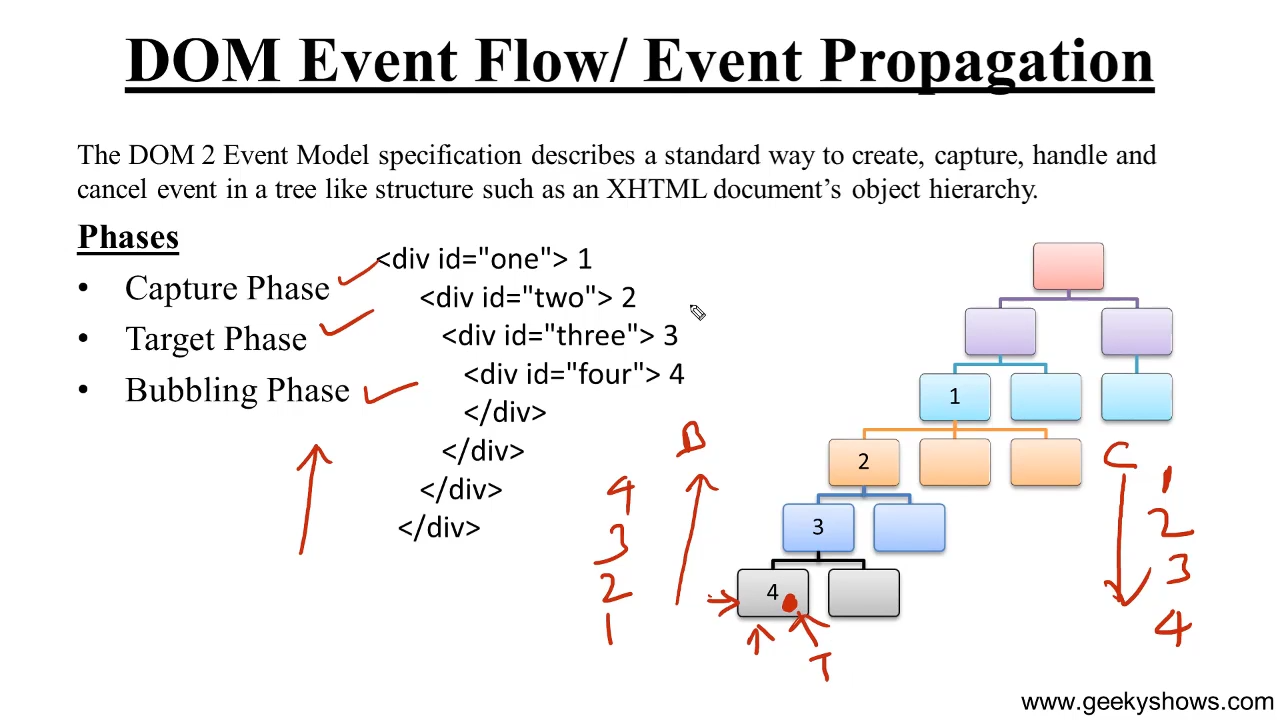 DOM Event Flow/ Event Propagation
The DOM 2 Event Model specification describes a standard way to create, capture, handle and
cancel event in a tree like structure such as an XHTML document’s object hierarchy.
Phases
• Capture Phase
• Target Phase
• Bubbling Phase
<div id="one"> 1
<div id="two"> 2
<div id="three"> 3
<div id="four"> 4
</div>
</div>
</div>
</div>
4
3
2
1
B
1
2
3
4
T
C
1
2
3
4
www.geekyshows.com